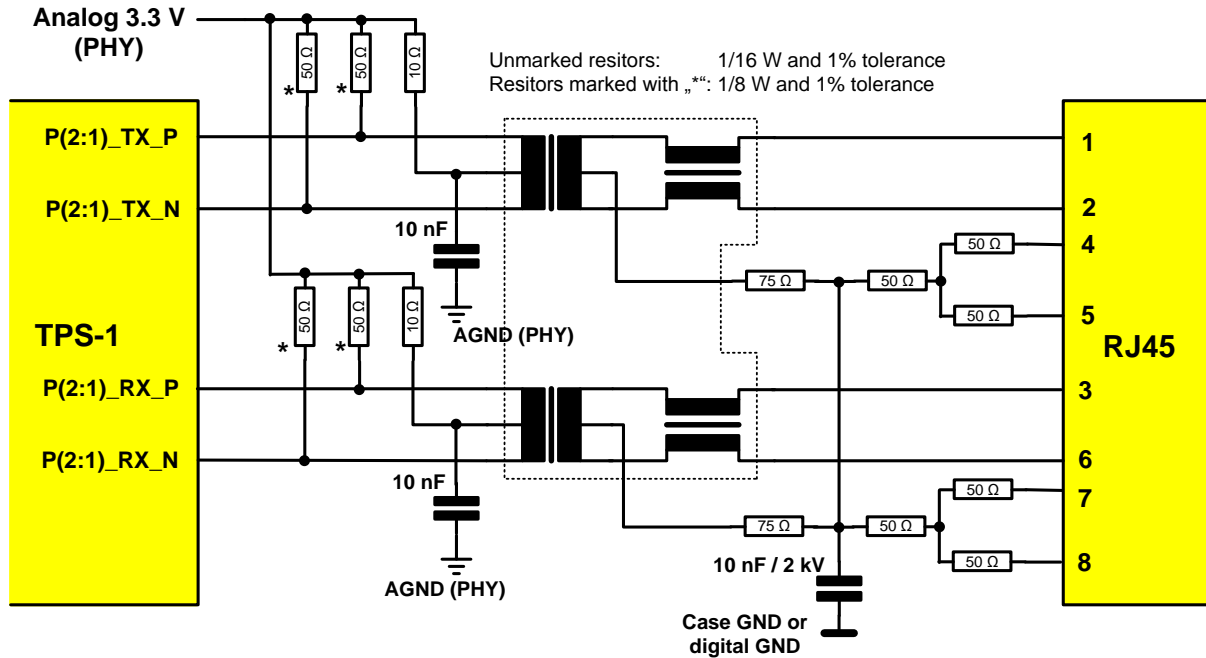 Analog 3.3 V
(PHY)
50 Ω
50 Ω
10 Ω
*
*
Unmarked resitors: 1/16 W and 1% tolerance
Resitors marked with „*“: 1/8 W and 1% tolerance
P(2:1)_TX_P
P(2:1)_TX_N
10 nF
AGND (PHY)
50 Ω
50 Ω
10 Ω
*
*
TPS-1
P(2:1)_RX_P
P(2:1)_RX_N
10 nF
AGND (PHY)
75 Ω
50 Ω
50 Ω
50 Ω
75 Ω
50 Ω
50 Ω
50 Ω
10 nF / 2 kV
Case GND or
digital GND
1
2
4
5
RJ45
3
6
7
8